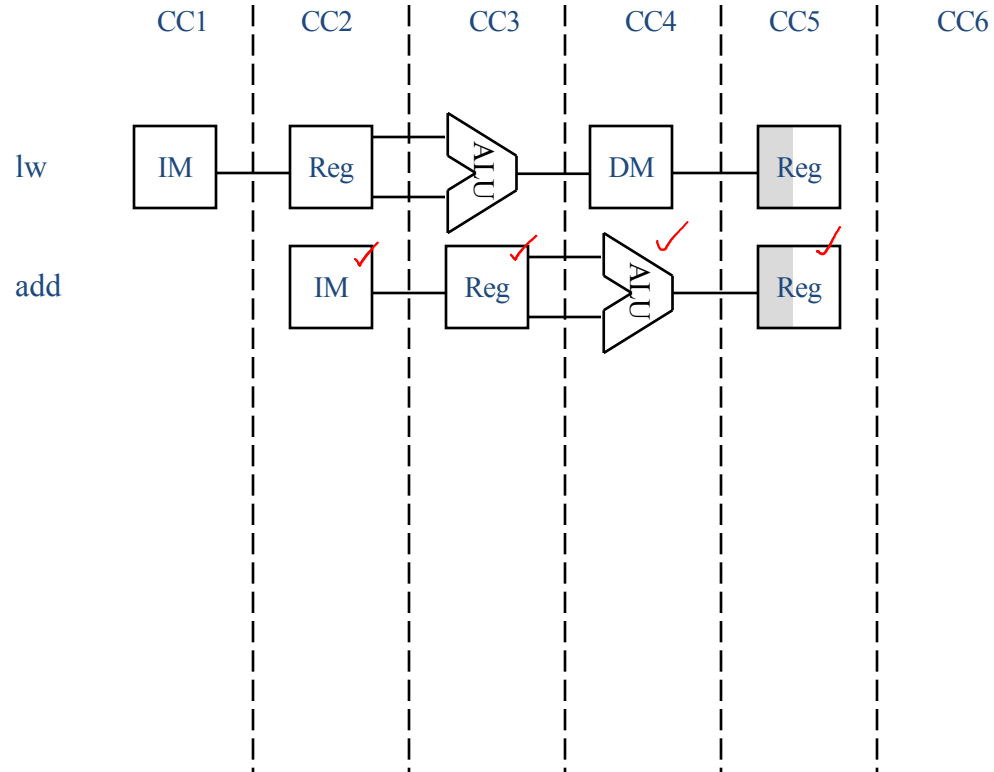 CC1 CC2 CC3 CC4 CC5 CC6
lw IM Reg ALU DM Reg
add IM Reg ALU Reg